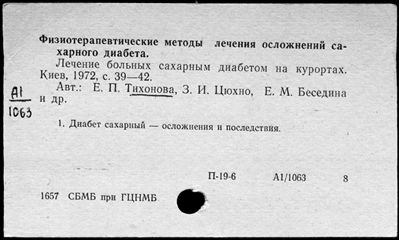 Физиотерапевтические методы лечения осложнений са-
харного диабета.
Лечение больных сахарным диабетом на курортах.
Киев, 1972, с. 39—42.
А1
1063
Авт.: Е. П. Тихонова, З. И. Цюхно, Е. М. Беседина
и др.
1. Диабет сахарный — осложнения и последствия.
П-19-6 А1/1063 8
1657 СБМБ при ГЦНМБ